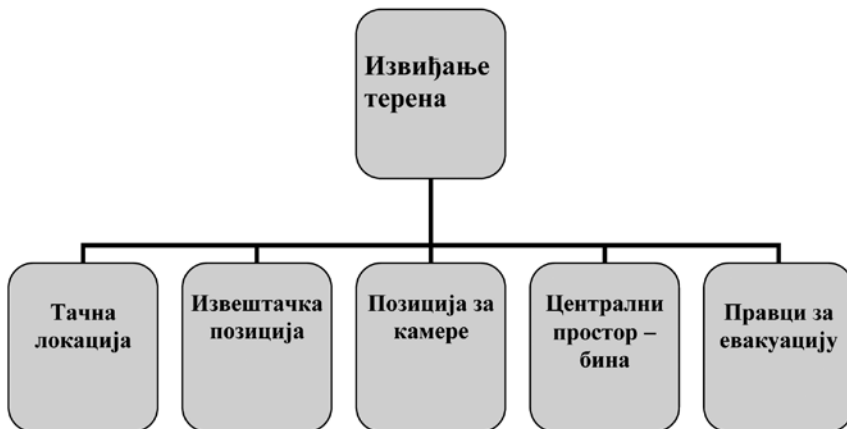 Извиђање
терена
Тачна
локација
Извештачка
позиција
Позиција за
камере
Централни
простор –
бина
Правци за
евакуацију